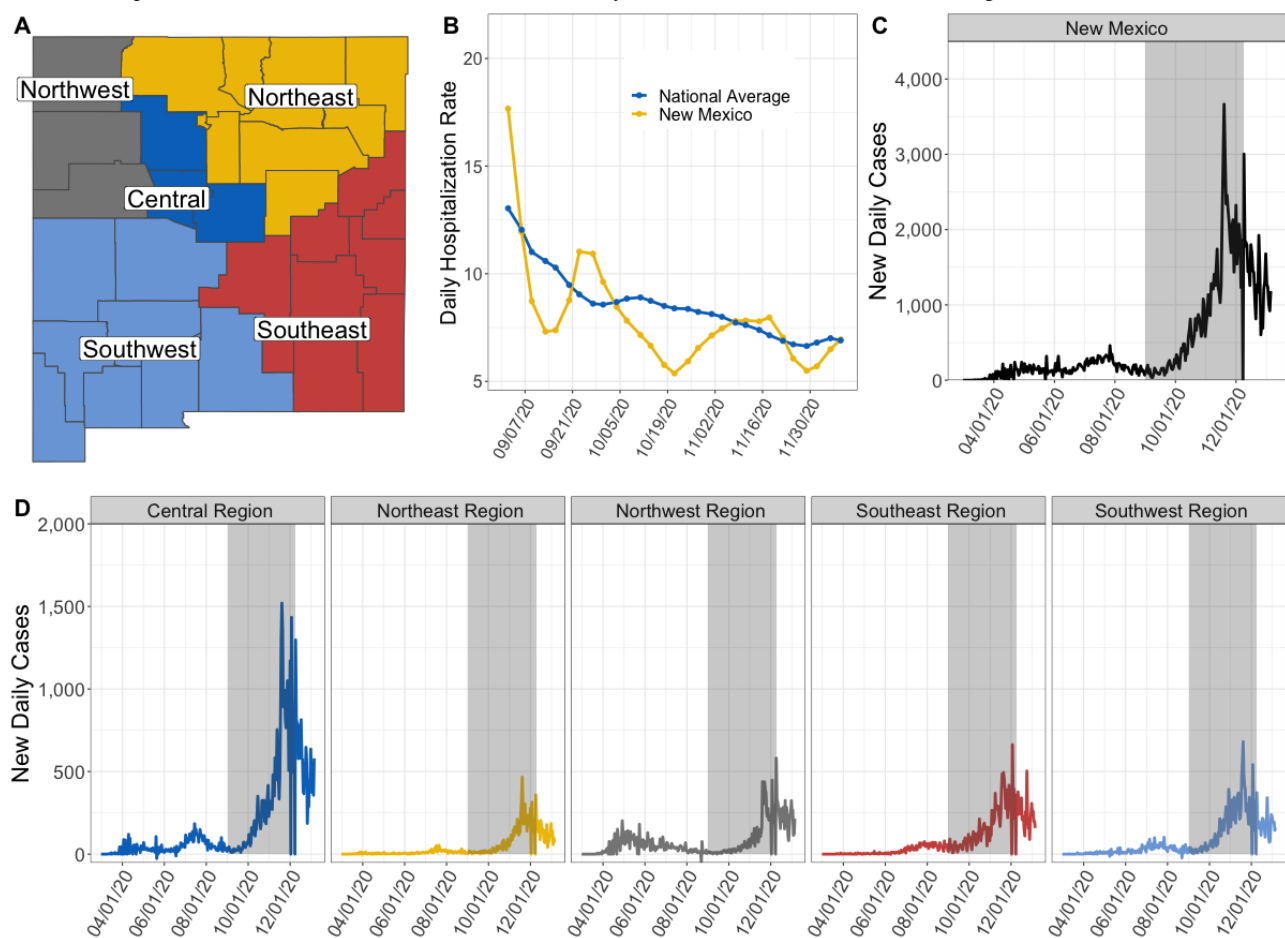 A
Northwest
Northeast
Central
Southeast
Southwest
B
Daily Hospitalization Rate
20
15
10
5
National Average
New Mexico
09/07/20
09/21/20
10/05/20
10/19/20
11/02/20
11/16/20
11/30/20
C
New Mexico
New Daily Cases
4,000
3,000
2,000
1,000
0
04/01/20
06/01/20
08/01/20
10/01/20
12/01/20
D
Central Region
Northeast Region
Northwest Region
Southeast Region
Southwest Region
New Daily Cases
2,000
1,500
1,000
500
0
04/01/20
06/01/20
08/01/20
10/01/20
12/01/20
04/01/20
06/01/20
08/01/20
10/01/20
12/01/20
04/01/20
06/01/20
08/01/20
10/01/20
12/01/20
04/01/20
06/01/20
08/01/20
10/01/20
12/01/20
04/01/20
06/01/20
08/01/20
10/01/20
12/01/20